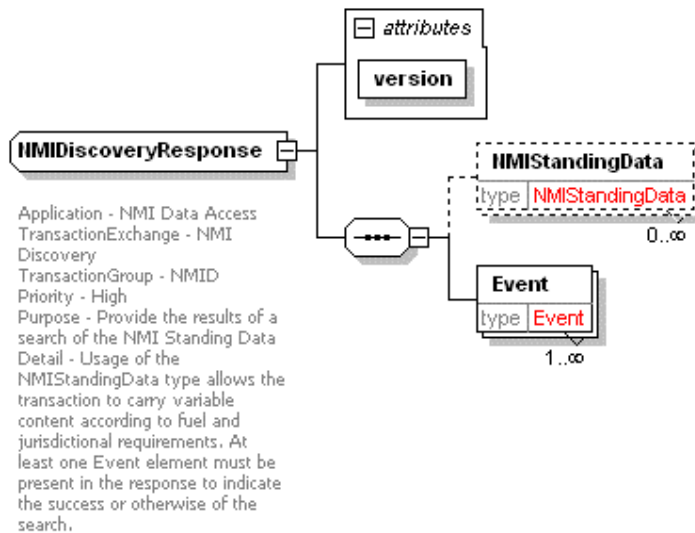 attributes
version
NMIDiscoveryResponse
Application - NMI Data Access
TransactionExchange - NMI
Discovery
TransactionGroup - NMID
Priority - High
Purpose - Provide the results of a
search of the NMI Standing Data
Detail - Usage of the
NMIStandingData type allows the
transaction to carry variable
content according to fuel and
jurisdictional requirements. At
least one Event element must be
present in the response to indicate
the success or otherwise of the
search.
NMIStandingData
type NMIStandingData
0..∞
Event
type Event
1..∞